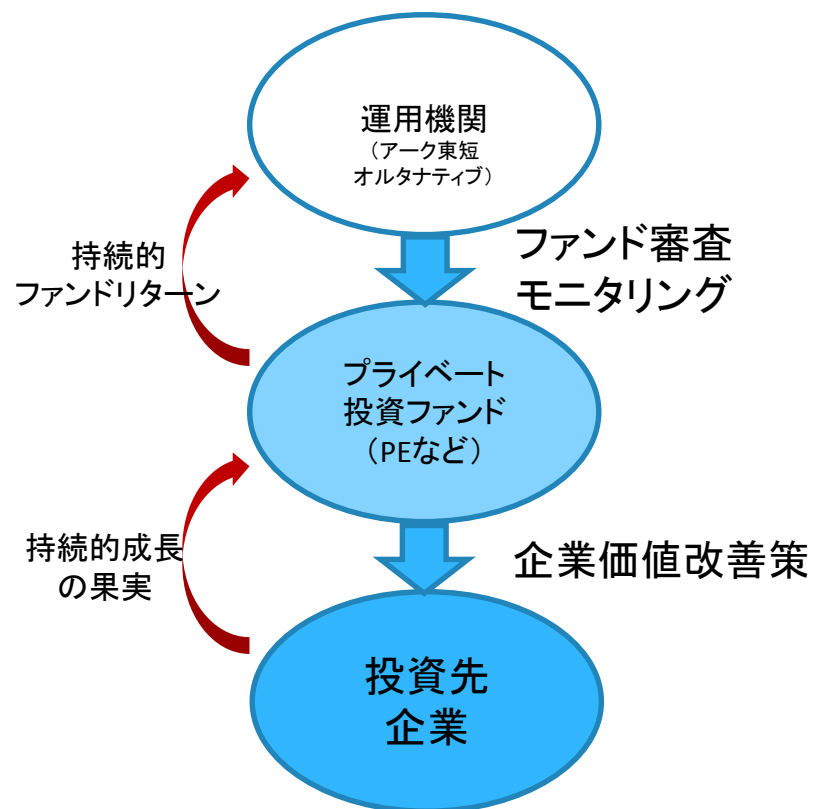 運用機関
（アーク東短
オルタナティブ）
ファンド審査
モニタリング
持続的
ファンドリターン
プライベート
投資ファンド
（PEなど）
企業価値改善策
持続的成長
の果実
投資先
企業